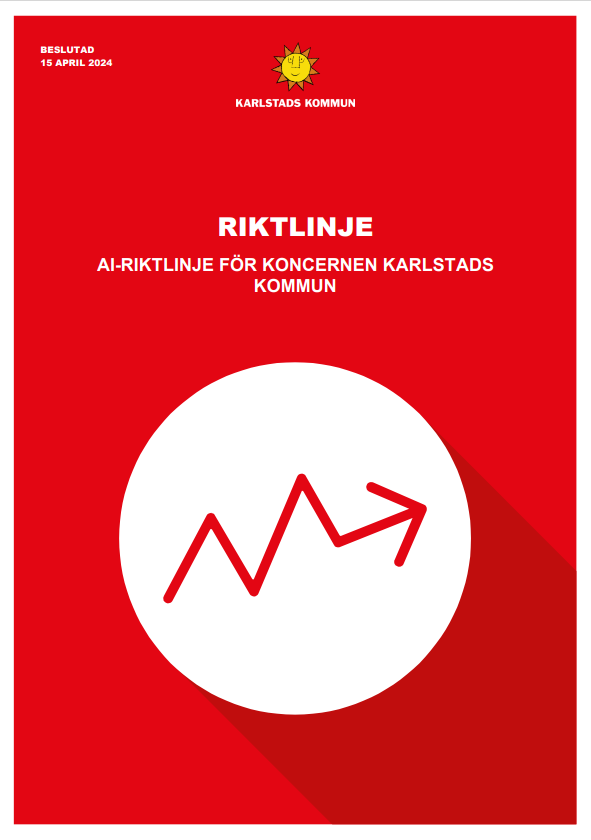 BESLUTAD
15 APRIL 2024
KARLSTADS KOMMUN
RIKTLINJE
AI-RIKTLINJE FÖR KONCERNEN KARLSTADS
KOMMUN